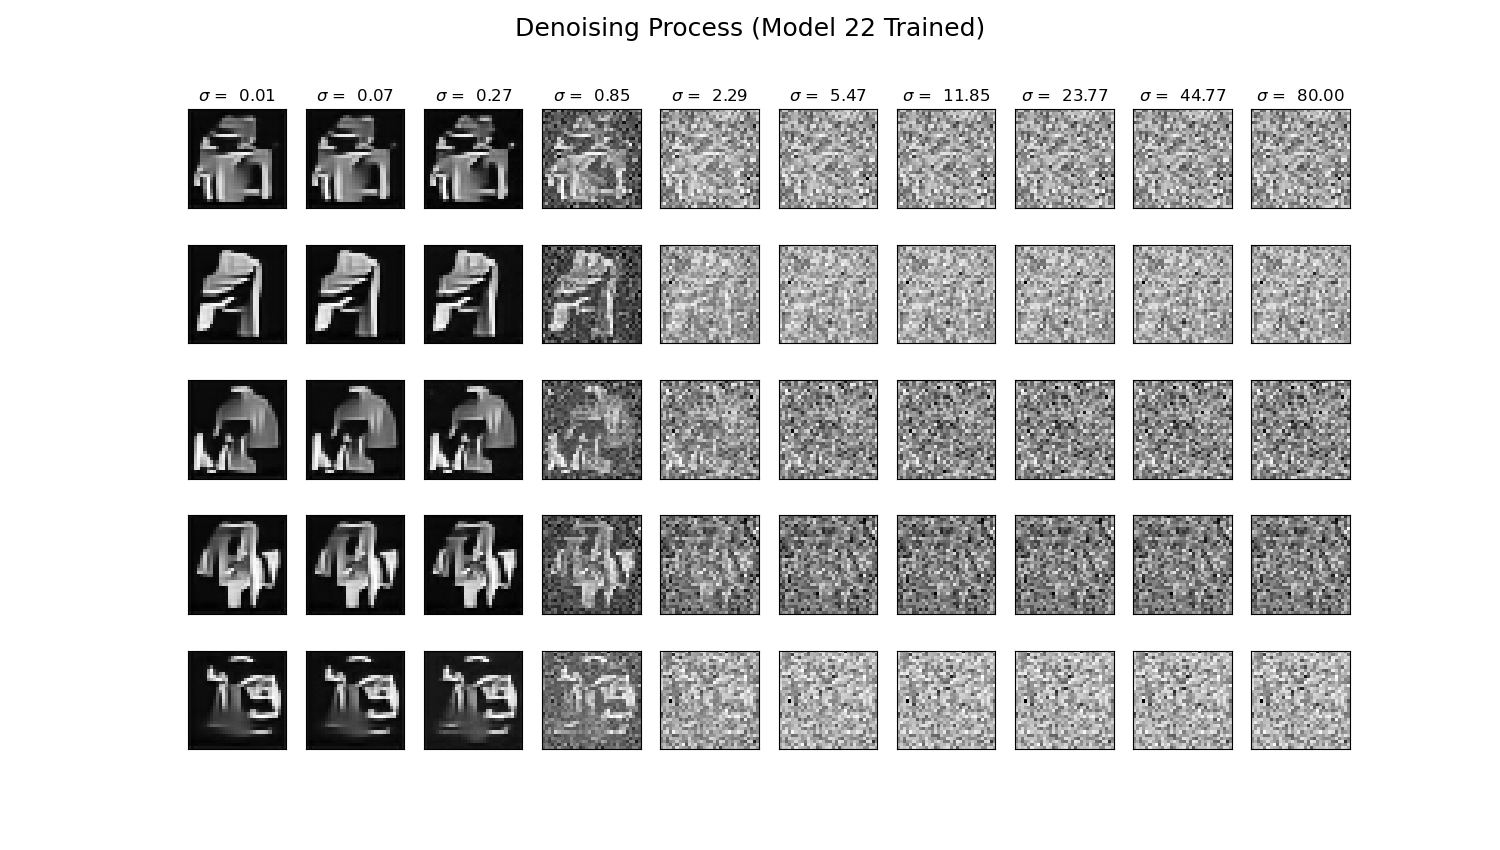 Denoising Process (Model 22 Trained)
σ = 0.01 σ = 0.07 σ = 0.27 σ = 0.85 σ = 2.29 σ = 5.47 σ = 11.85 σ = 23.77 σ = 44.77 σ = 80.00